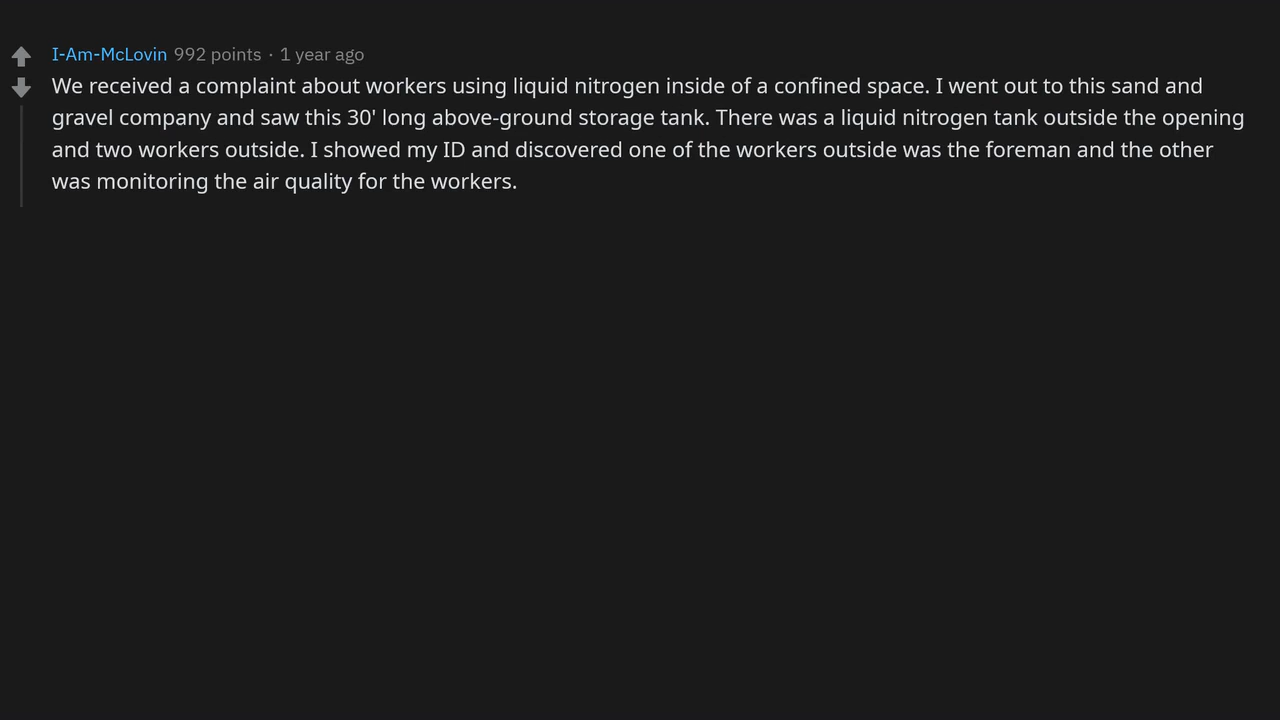 I-Am-McLovin 992 points · 1 year ago
We received a complaint about workers using liquid nitrogen inside of a confined space. I went out to this sand and
gravel company and saw this 30' long above-ground storage tank. There was a liquid nitrogen tank outside the opening
and two workers outside. I showed my ID and discovered one of the workers outside was the foreman and the other
was monitoring the air quality for the workers.